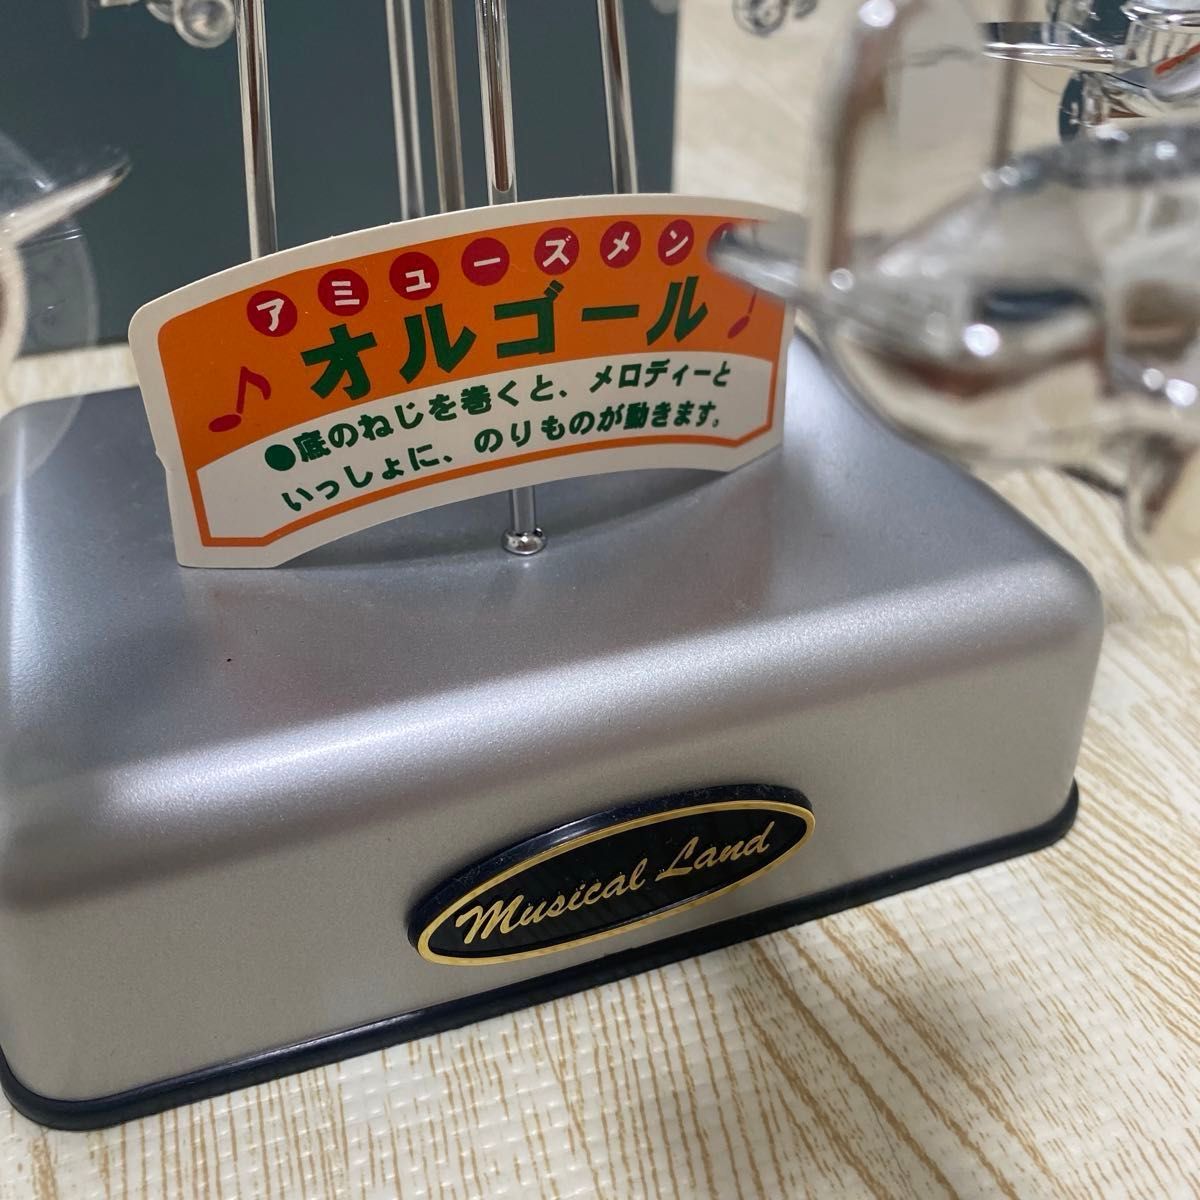 アミューズメン
オルゴール
●底のねじを巻くと、メロディーと
いっしょに、のりものが動きます。
Musical Land